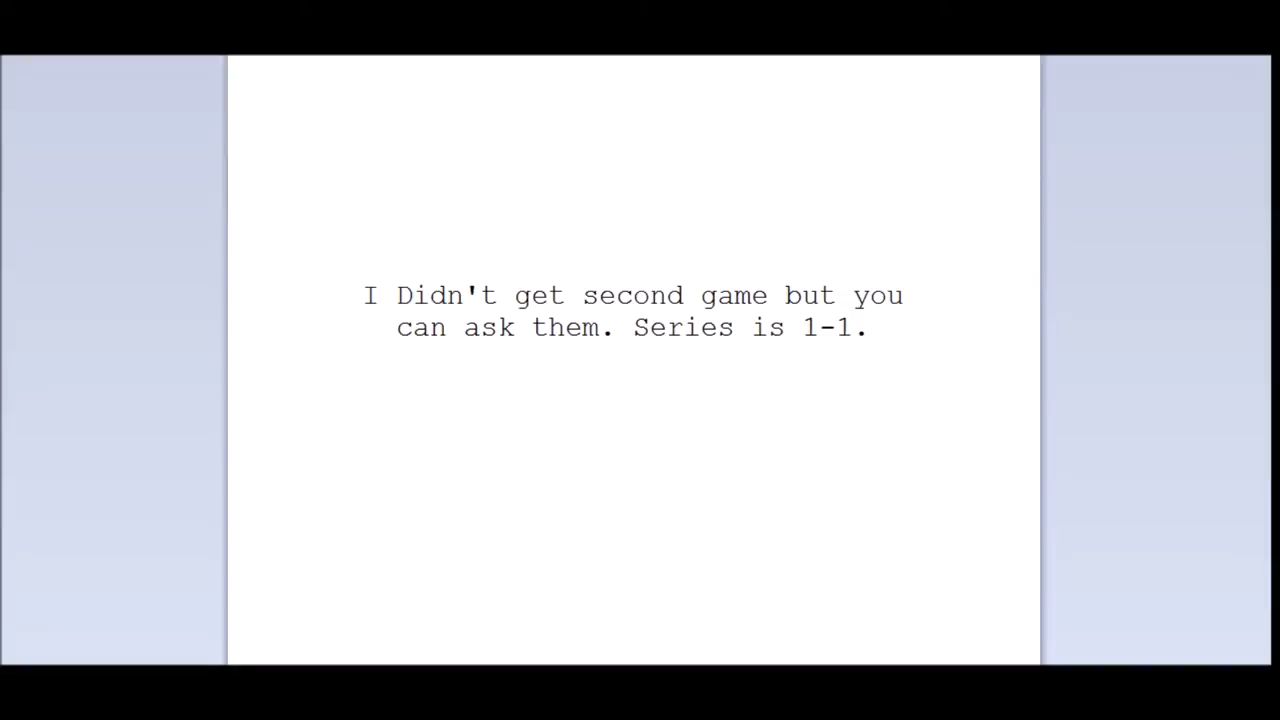 I Didn't get second game but you
can ask them. Series is 1-1.